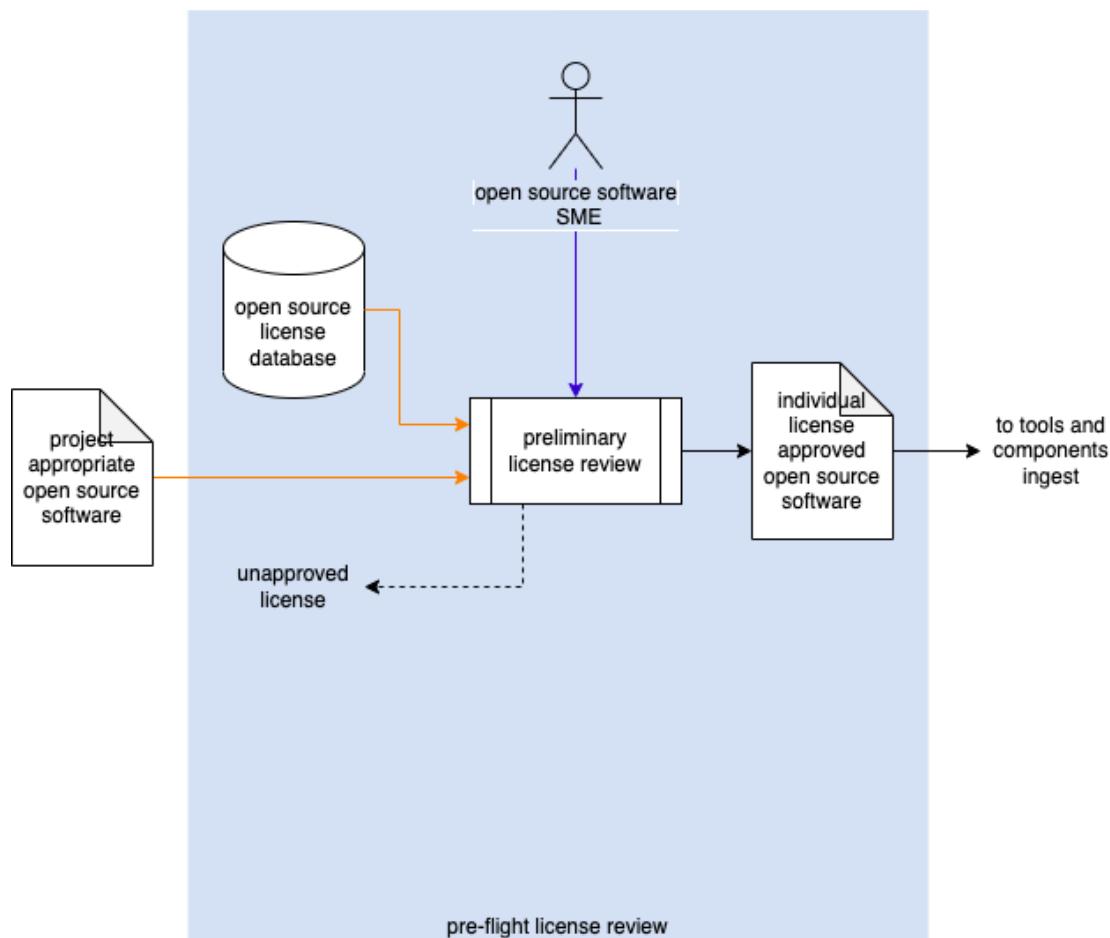 open source software
SME
open source
license
database
project
appropriate
open source
software
preliminary
license review
individual
license
approved
open source
software
to tools and
components
ingest
unapproved
license
pre-flight license review